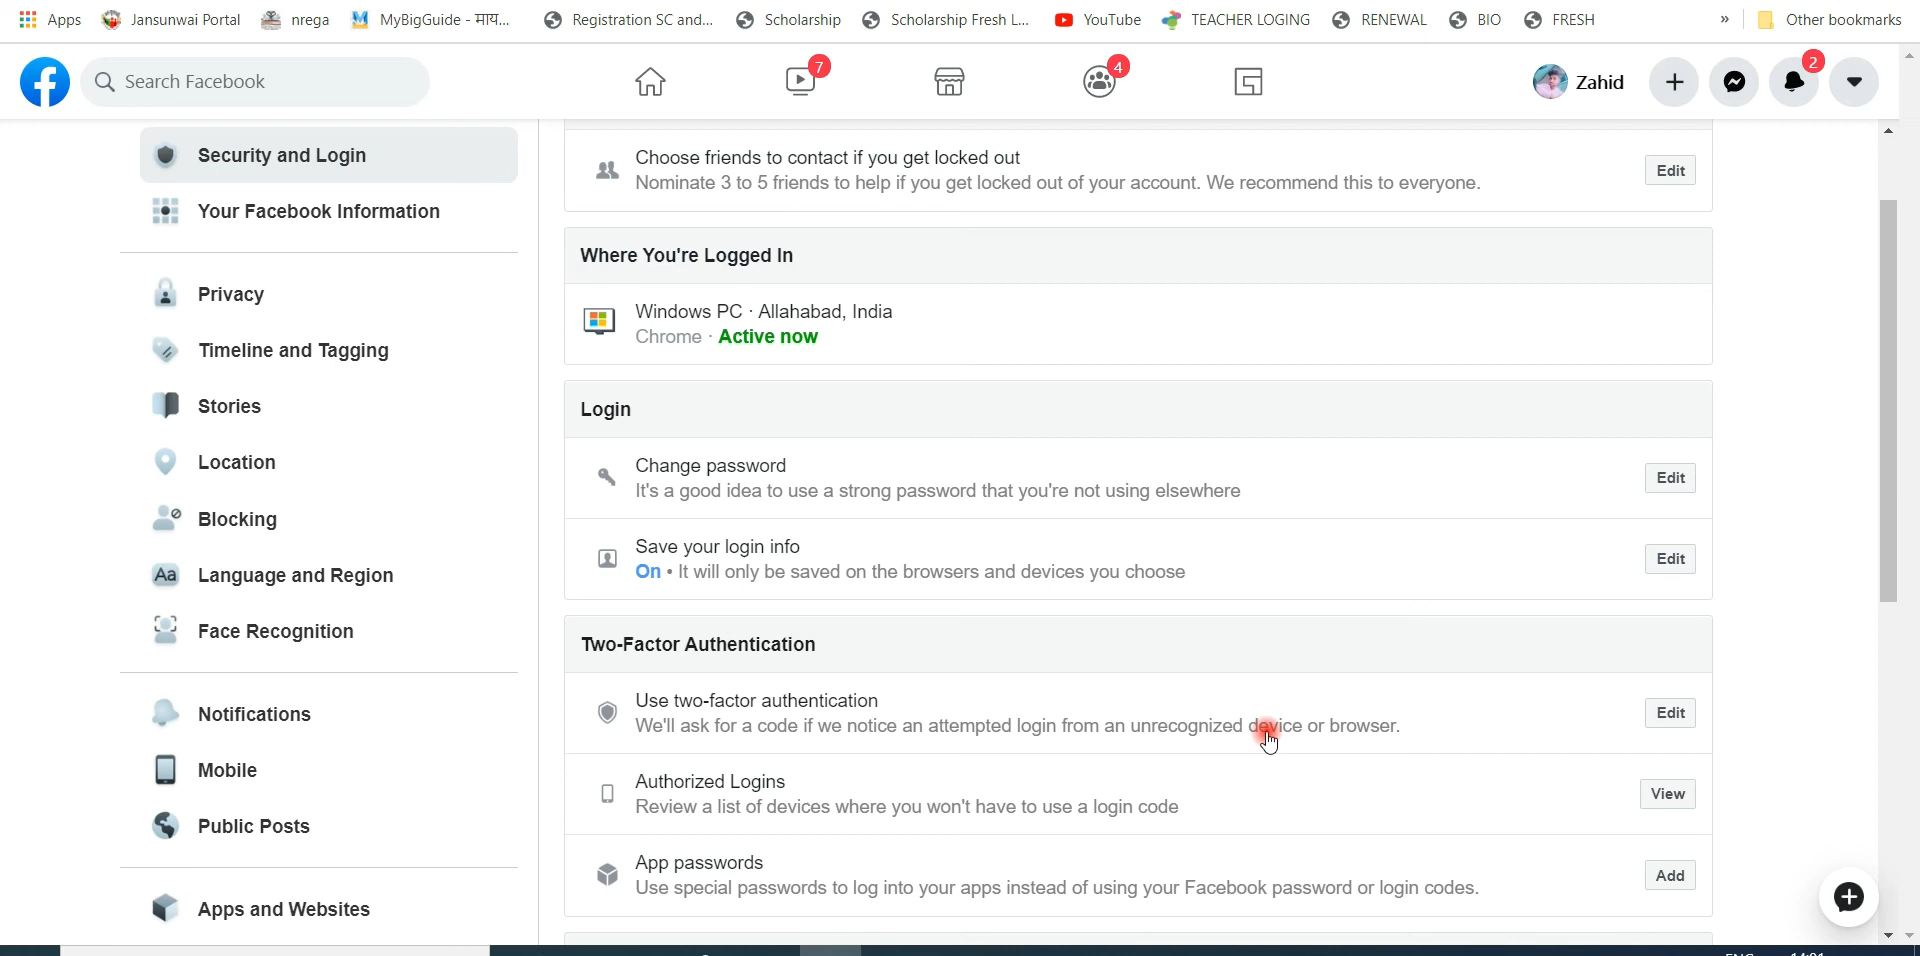 Apps Jansunwai Portal nrega MyBigGuide - माय... Registration SC and... Scholarship Scholarship Fresh L... YouTube TEACHER LOGING RENEWAL BIO FRESH » Other bookmarks
Search Facebook 7 4 Zahid 2
Security and Login
Your Facebook Information
Privacy
Timeline and Tagging
Stories
Location
Blocking
Aa Language and Region
Face Recognition
Notifications
Mobile
Public Posts
Apps and Websites
Choose friends to contact if you get locked out
Nominate 3 to 5 friends to help if you get locked out of your account. We recommend this to everyone.
Edit
Where You're Logged In
Windows PC · Allahabad, India
Chrome · Active now
Login
Change password
It's a good idea to use a strong password that you're not using elsewhere
Edit
Save your login info
On • It will only be saved on the browsers and devices you choose
Edit
Two-Factor Authentication
Use two-factor authentication
We'll ask for a code if we notice an attempted login from an unrecognized device or browser.
Edit
Authorized Logins
Review a list of devices where you won't have to use a login code
View
App passwords
Use special passwords to log into your apps instead of using your Facebook password or login codes.
Add